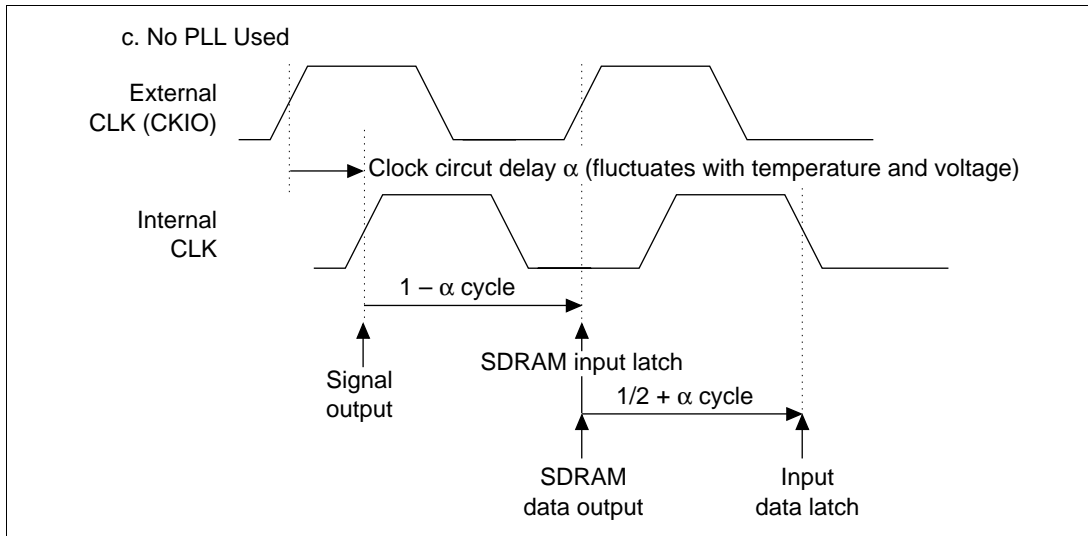 c. No PLL Used
External
CLK (CKIO)
Clock circut delay α (fluctuates with temperature and voltage)
Internal
CLK
1 – α cycle
Signal
output
SDRAM input latch
1/2 + α cycle
SDRAM
data output
Input
data latch